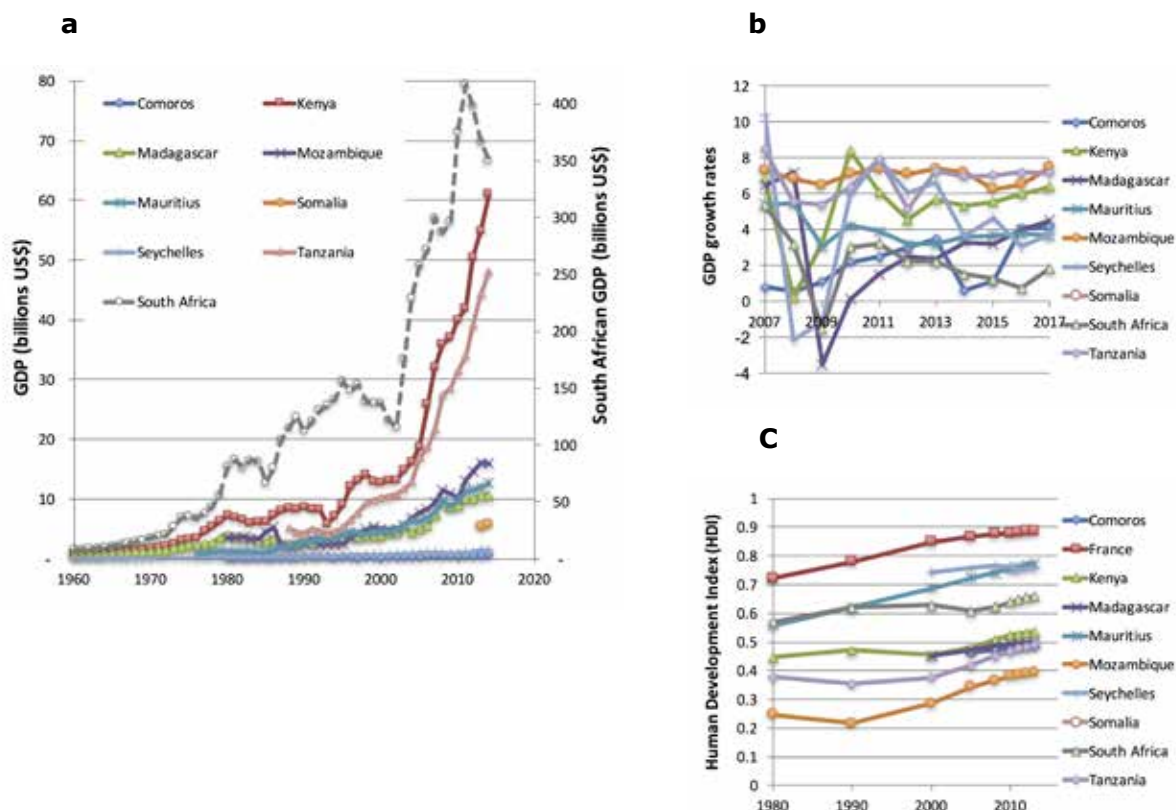 a
80
70
60
50
40
30
20
10
-
GDP (billions US$)
Comoros
Kenya
Madagascar
Mozambique
Mauritius
Somalia
Seychelles
Tanzania
South Africa
400
350
300
250
200
150
100
50
-
South African GDP (billions US$)
1960 1970 1980 1990 2000 2010 2020
b
12
10
8
6
4
2
0
-2
-4
GDP growth rates
2007 2009 2011 2013 2015 2017
Comoros
Kenya
Madagascar
Mauritius
Mozambique
Seychelles
Somalia
South Africa
Tanzania
C
1
0.9
0.8
0.7
0.6
0.5
0.4
0.3
0.2
0.1
0
Human Development Index (HDI)
1980 1990 2000 2010
Comoros
France
Kenya
Madagascar
Mauritius
Mozambique
Seychelles
Somalia
South Africa
Tanzania